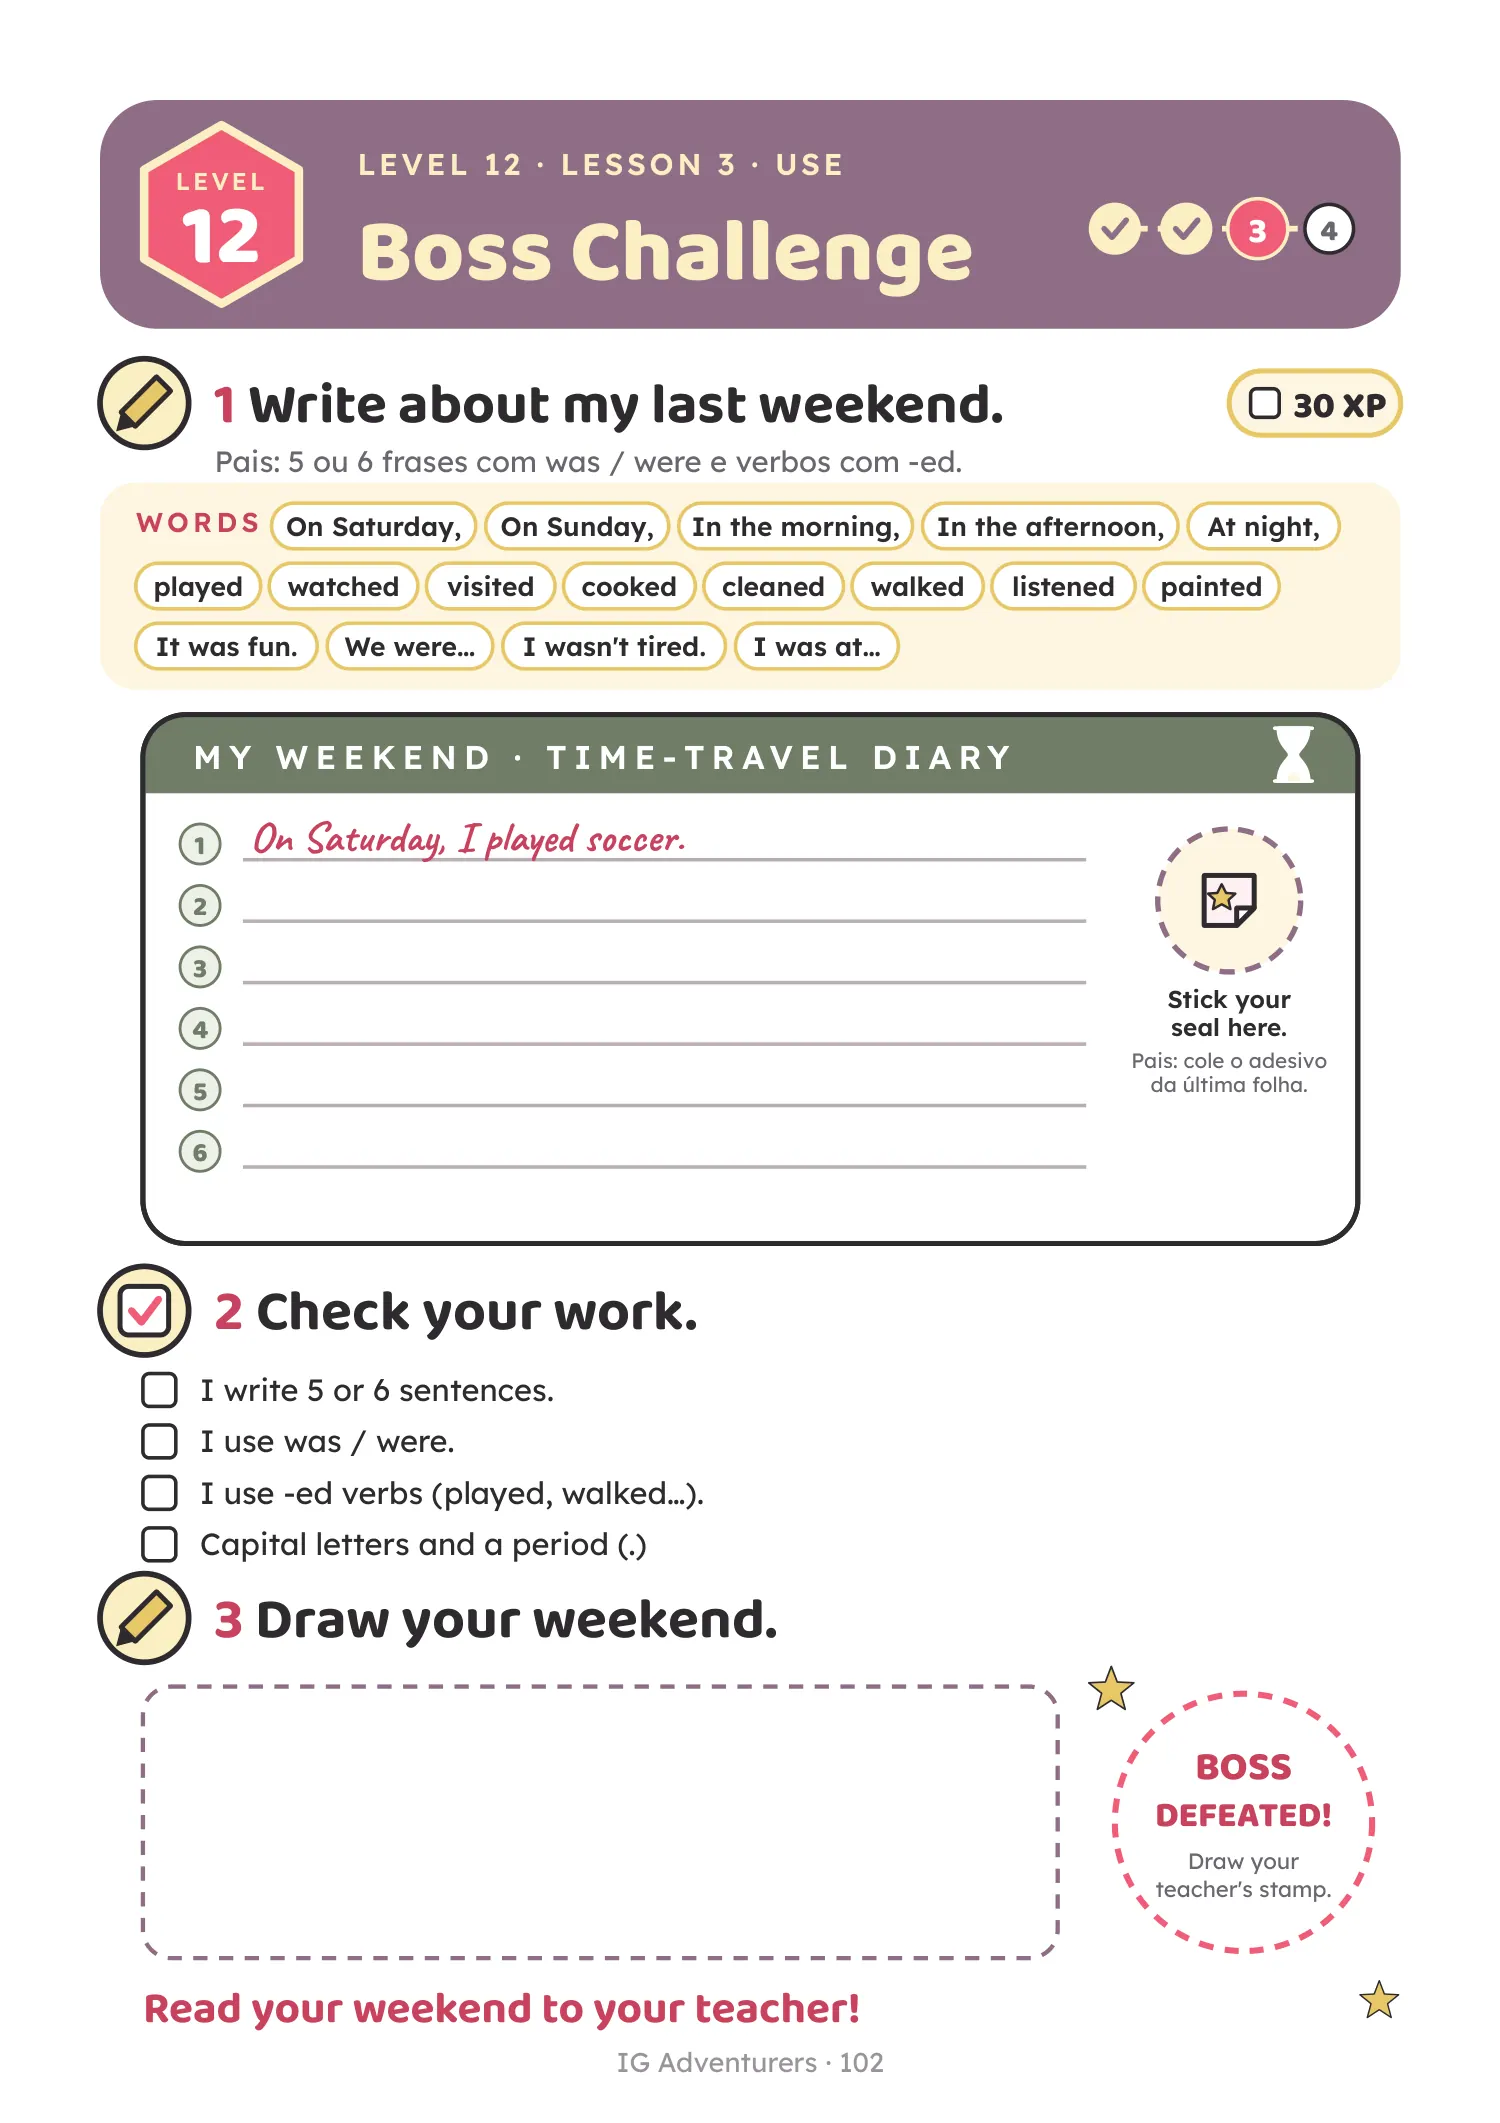 LEVEL 12 · LESSON 3 · USE
LEVEL
12
Boss Challenge
3
4
1 Write about my last weekend.
30 XP
Pais: 5 ou 6 frases com was / were e verbos com -ed.
WORDS On Saturday, On Sunday, In the morning, In the afternoon, At night,
played watched visited cooked cleaned walked listened painted
It was fun. We were... I wasn't tired. I was at...
MY WEEKEND · TIME-TRAVEL DIARY
1 On Saturday, I played soccer.
2
3
4
5
6
Stick your
seal here.
Pais: cole o adesivo
da última folha.
2 Check your work.
I write 5 or 6 sentences.
I use was / were.
I use -ed verbs (played, walked...).
Capital letters and a period (.)
3 Draw your weekend.
BOSS
DEFEATED!
Draw your
teacher's stamp.
Read your weekend to your teacher!
IG Adventurers · 102